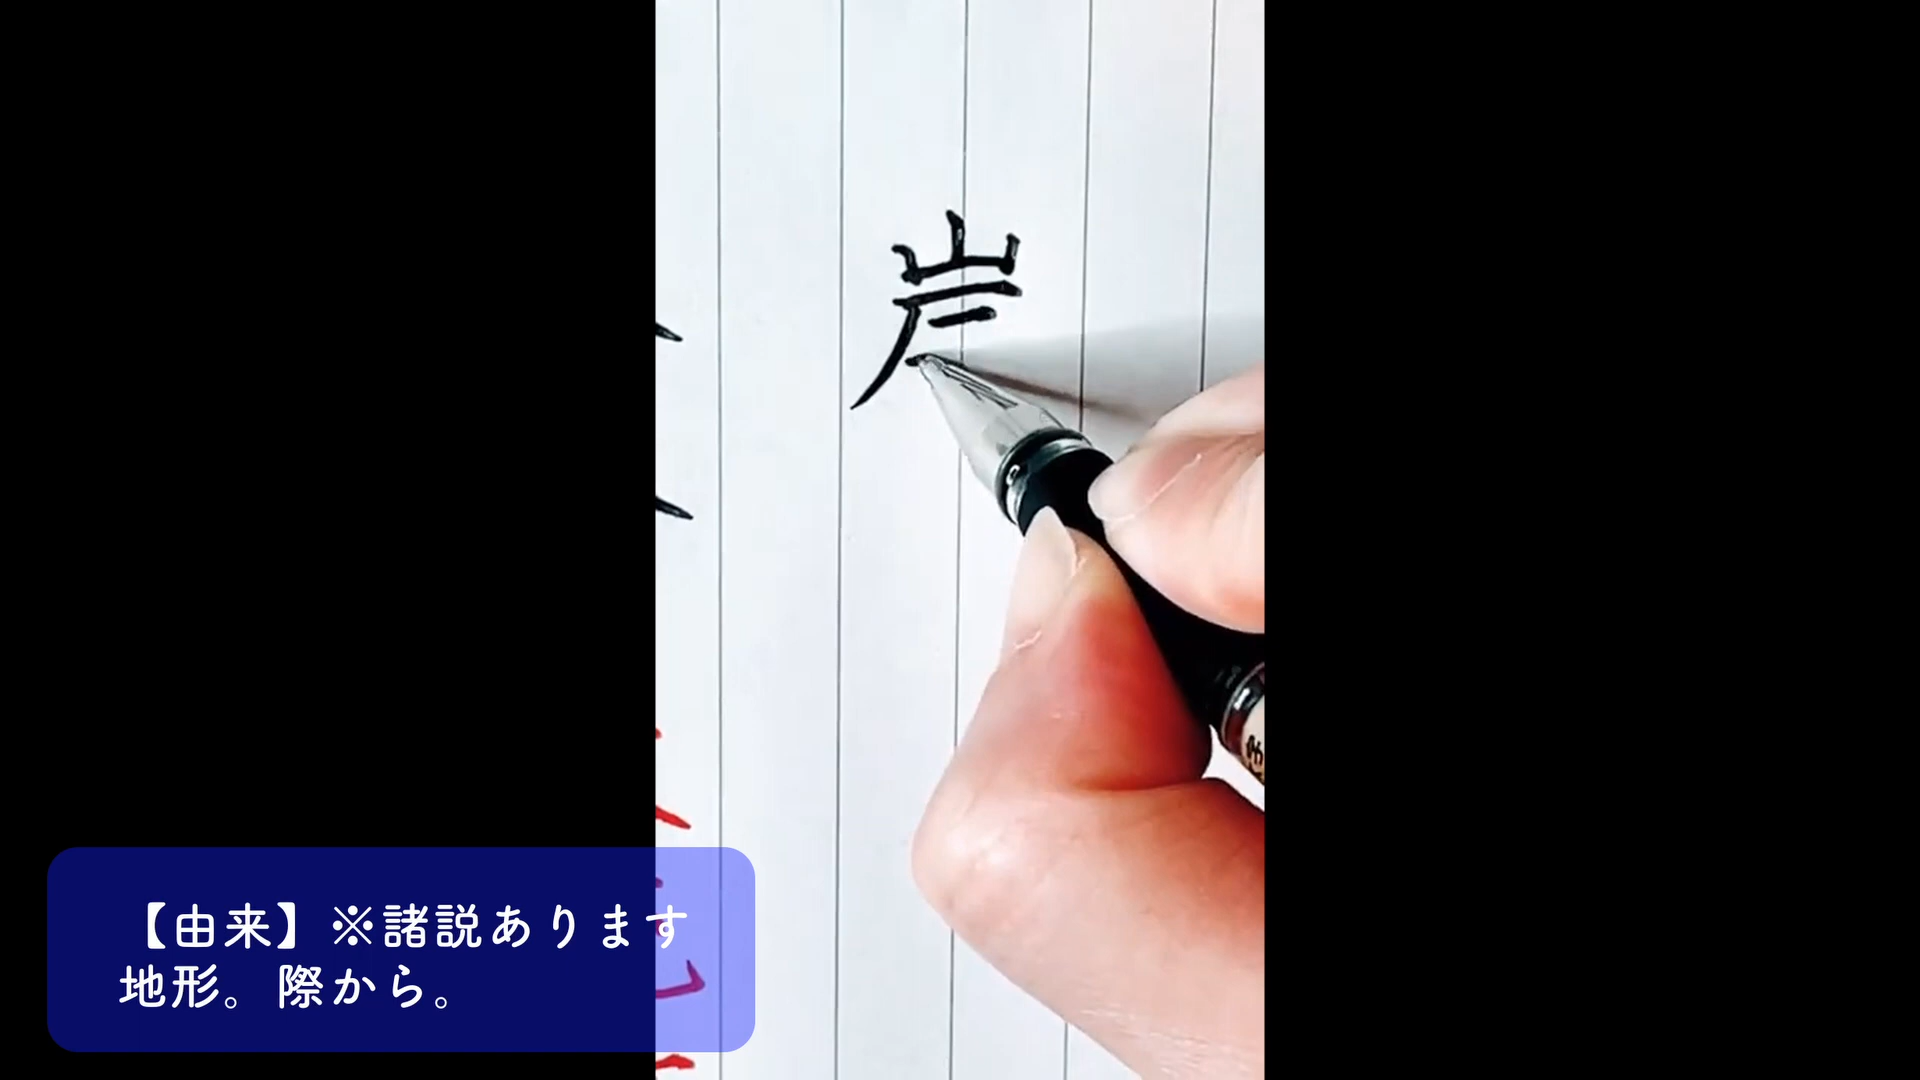 岸
【由来】※諸説あります
地形。際から。